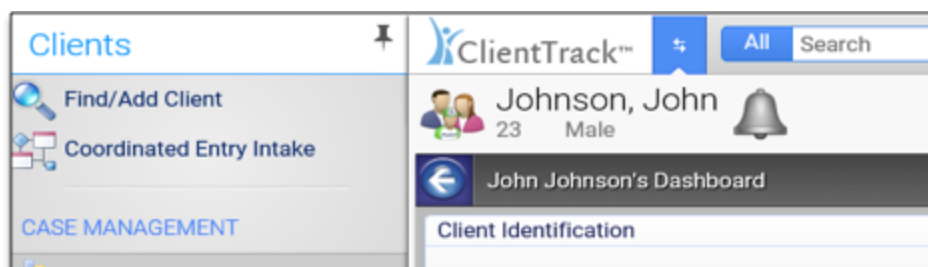 Clients
Find/Add Client
Coordinated Entry Intake
CASE MANAGEMENT
ClientTrack™
All Search
Johnson, John
23 Male
John Johnson's Dashboard
Client Identification